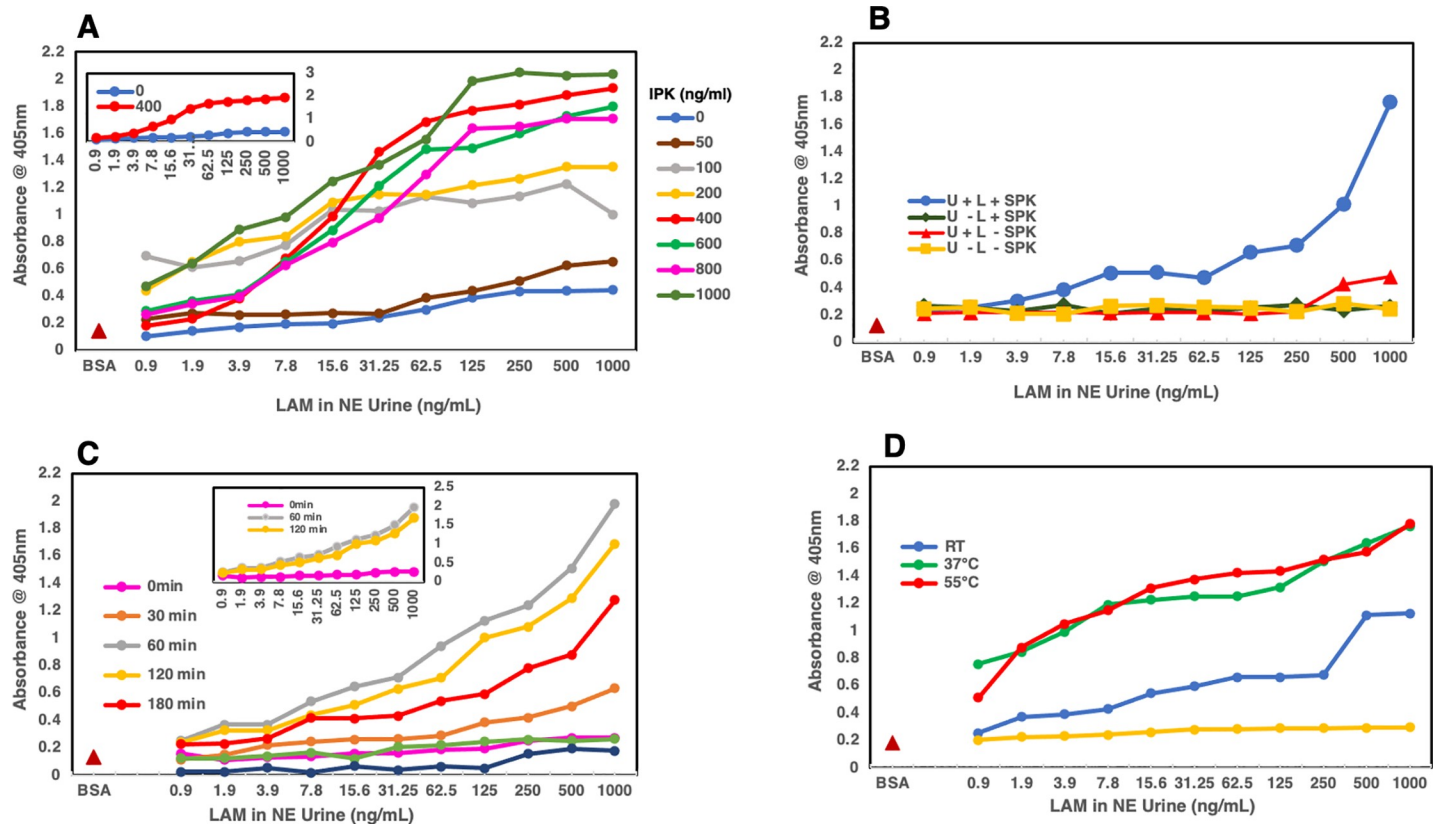 A
2.2
2
1.8
1.6
1.4
1.2
1
0.8
0.6
0.4
0.2
0
Absorbance @ 405nm
0
400
3
2
1
0
0.9
1.9
3.9
7.8
15.6
31.
62.5
125
250
500
1000
BSA 0.9 1.9 3.9 7.8 15.6 31.25 62.5 125 250 500 1000
LAM in NE Urine (ng/mL)
IPK (ng/ml)
0
50
100
200
400
600
800
1000
B
2.2
2
1.8
1.6
1.4
1.2
1
0.8
0.6
0.4
0.2
0
Absorbance @ 405nm
U + L + SPK
U - L + SPK
U + L - SPK
U - L - SPK
BSA 0.9 1.9 3.9 7.8 15.6 31.25 62.5 125 250 500 1000
LAM in NE Urine (ng/mL)
C
2.2
2
1.8
1.6
1.4
1.2
1
0.8
0.6
0.4
0.2
0
Absorbance @ 405nm
0min
60 min
120 min
2.5
2
1.5
1
0.5
0
0.9
1.9
3.9
7.8
15.6
31.25
62.5
125
250
500
1000
0min
30 min
60 min
120 min
180 min
BSA 0.9 1.9 3.9 7.8 15.6 31.25 62.5 125 250 500 1000
LAM in NE Urine (ng/mL)
D
2.2
2
1.8
1.6
1.4
1.2
1
0.8
0.6
0.4
0.2
0
Absorbance @ 405nm
RT
37°C
55°C
BSA 0.9 1.9 3.9 7.8 15.6 31.25 62.5 125 250 500 1000
LAM in NE Urine (ng/mL)